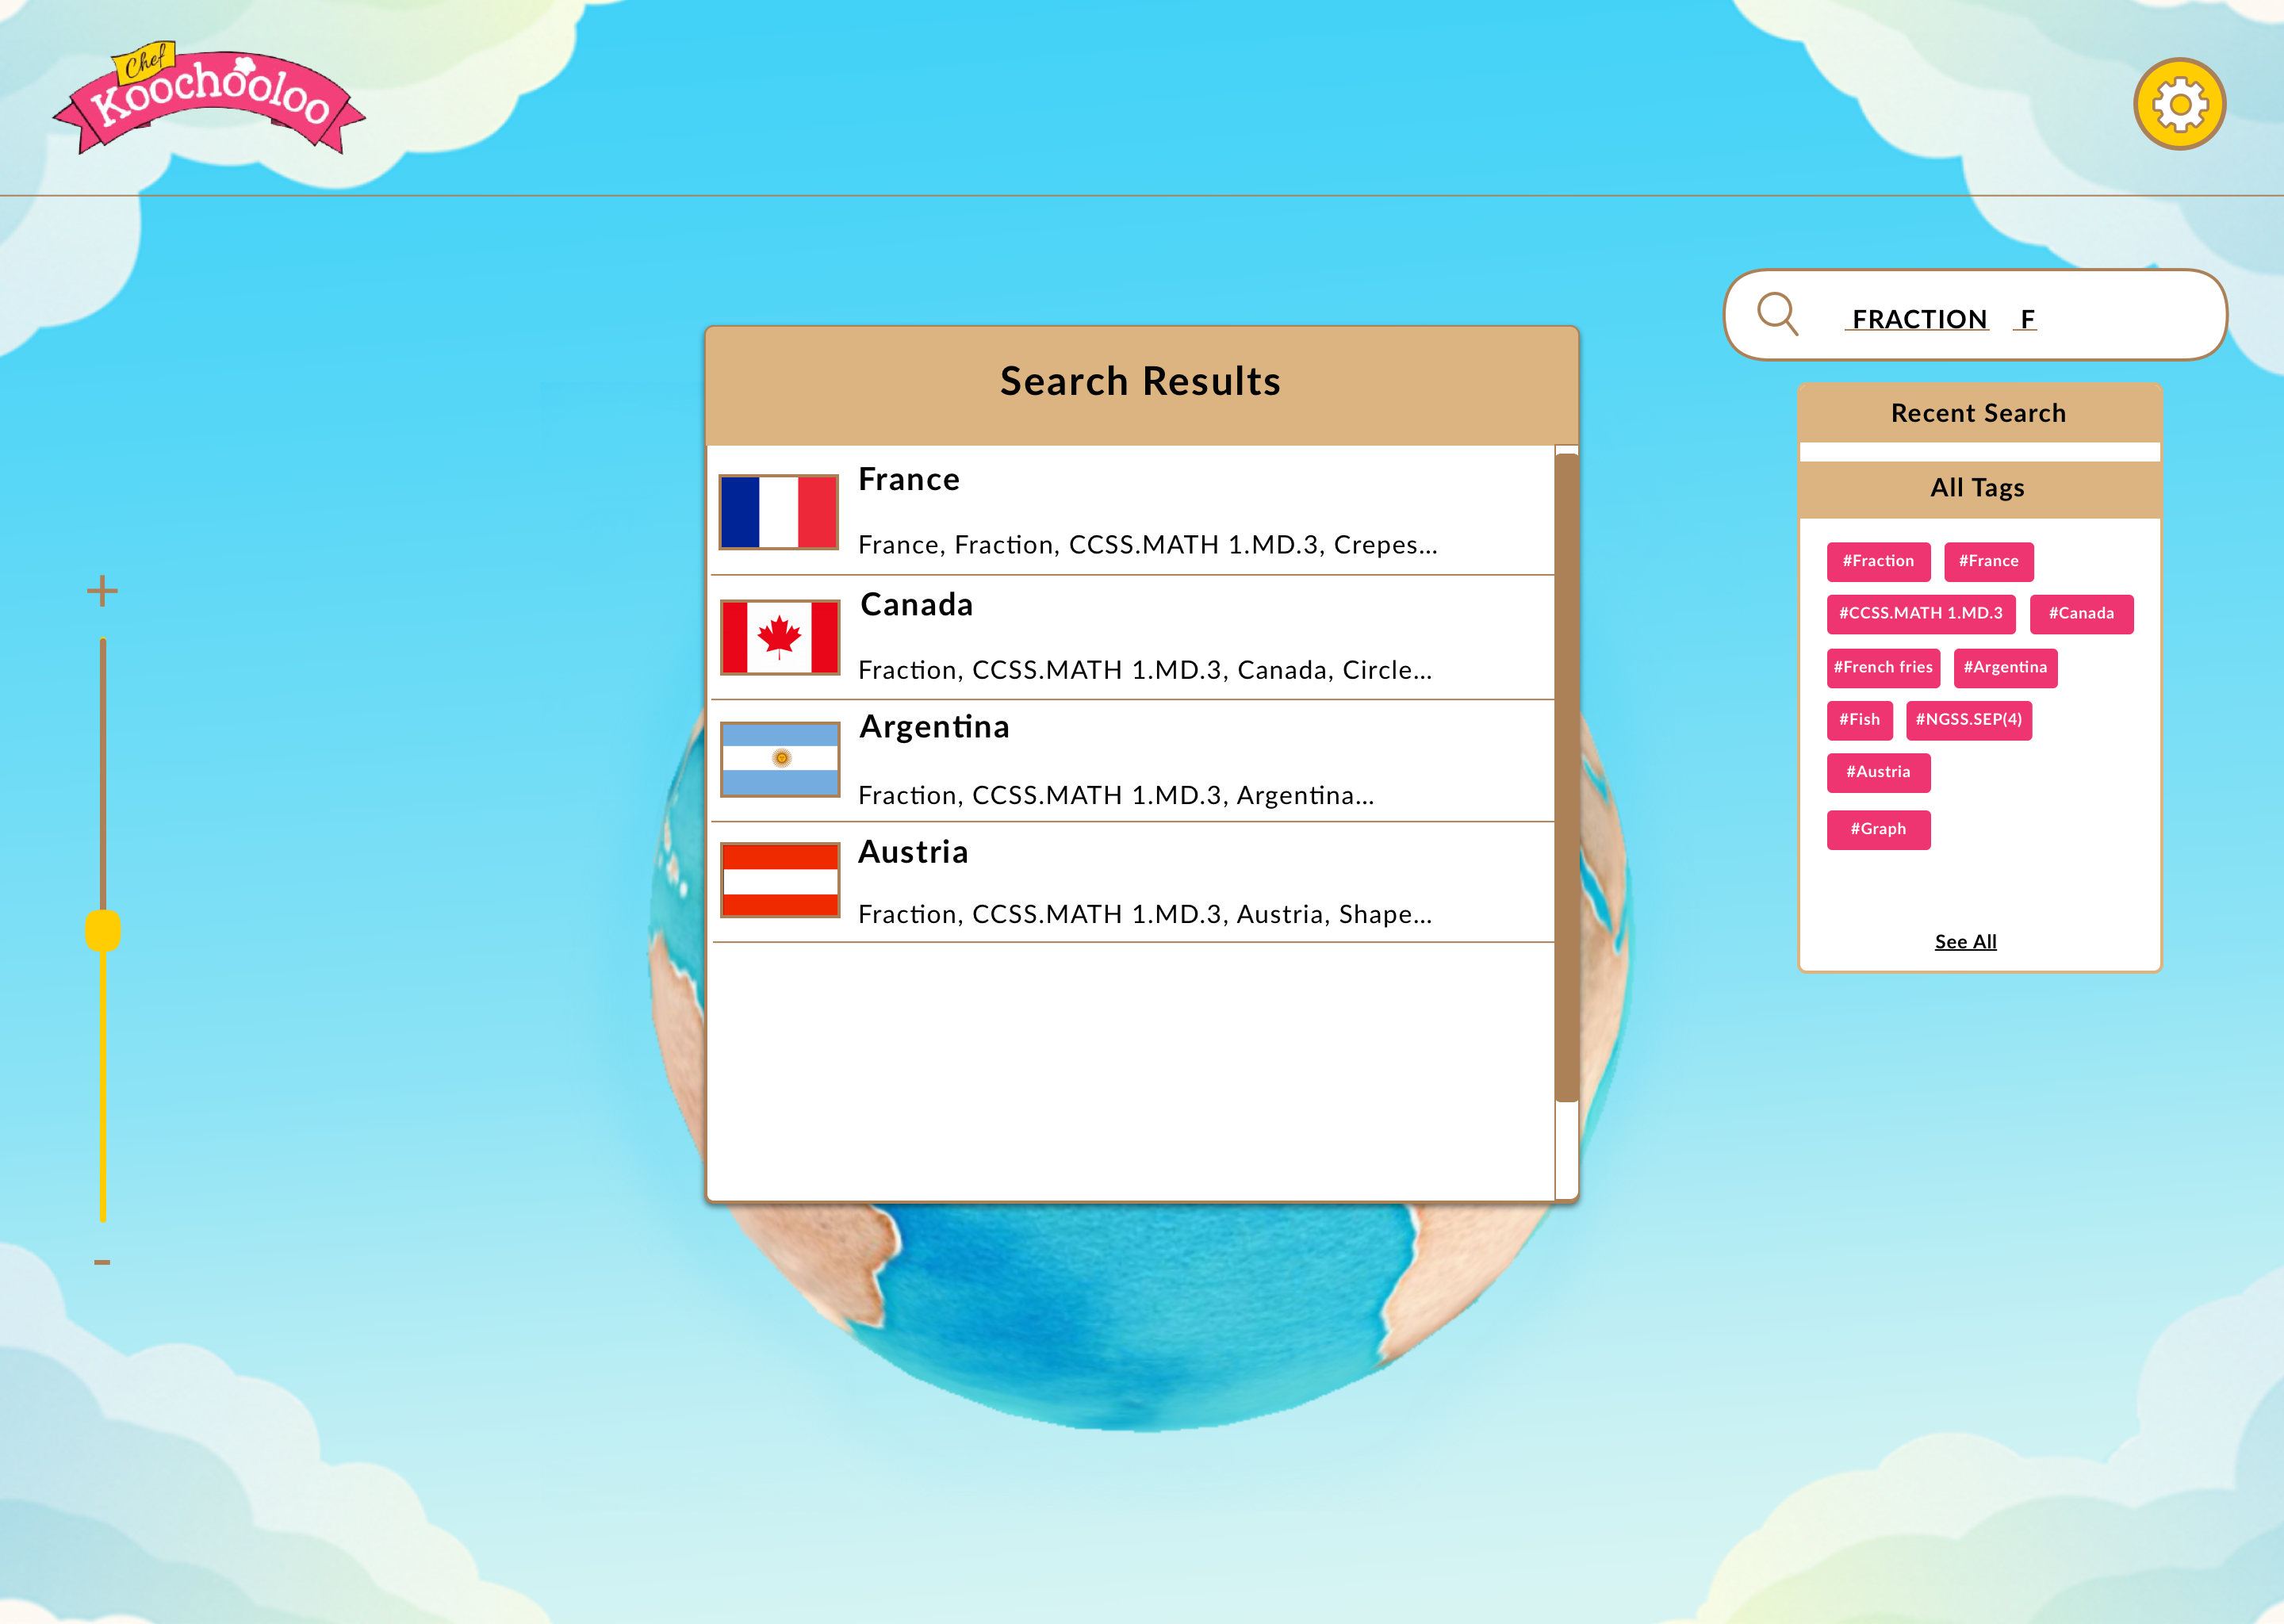 Chef
Koochooloo
FRACTION F
Search Results
France
France, Fraction, CCSS.MATH 1.MD.3, Crepes...
Canada
Fraction, CCSS.MATH 1.MD.3, Canada, Circle...
Argentina
Fraction, CCSS.MATH 1.MD.3, Argentina...
Austria
Fraction, CCSS.MATH 1.MD.3, Austria, Shape...
Recent Search
All Tags
#Fraction #France
#CCSS.MATH 1.MD.3 #Canada
#French fries #Argentina
#Fish #NGSS.SEP(4)
#Austria
#Graph
See All
+
-